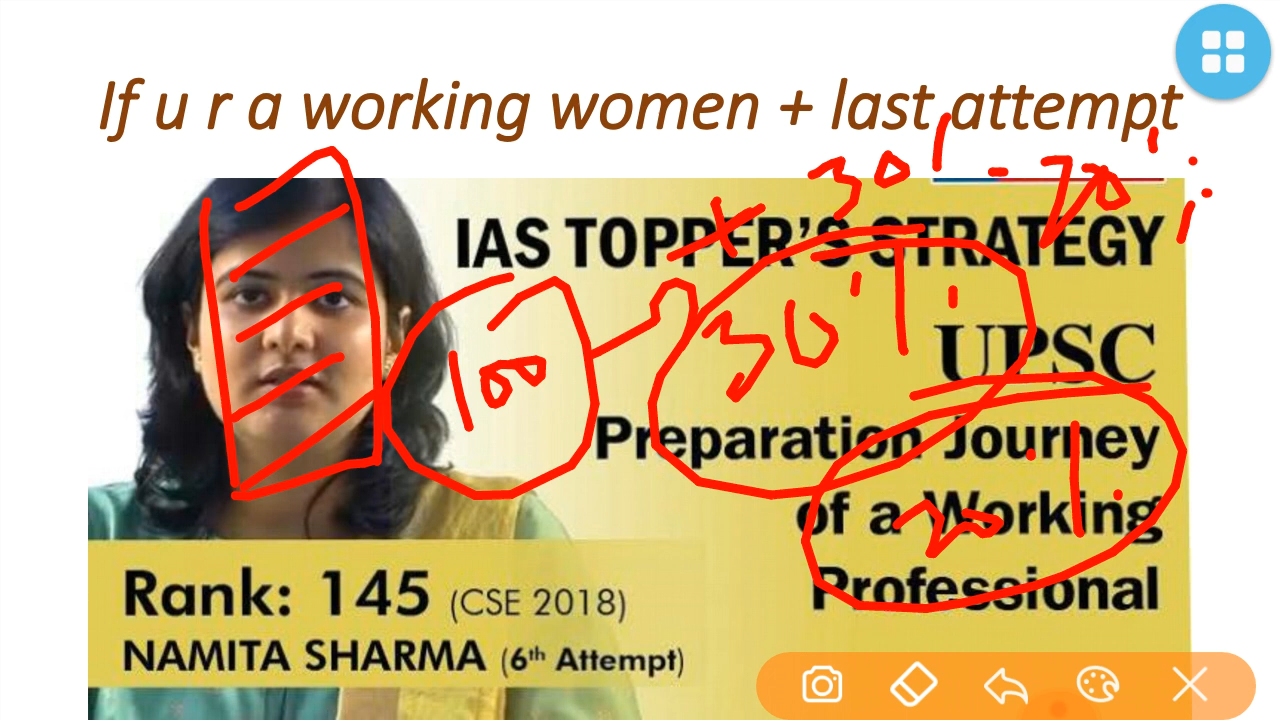 If u r a working women + last attempt
30% - 70%
IAS TOPPER'S STRATEGY
100
30%
UPSC
Preparation Journey
of a Working
Professional
Rank: 145 (CSE 2018)
NAMITA SHARMA (6th Attempt)